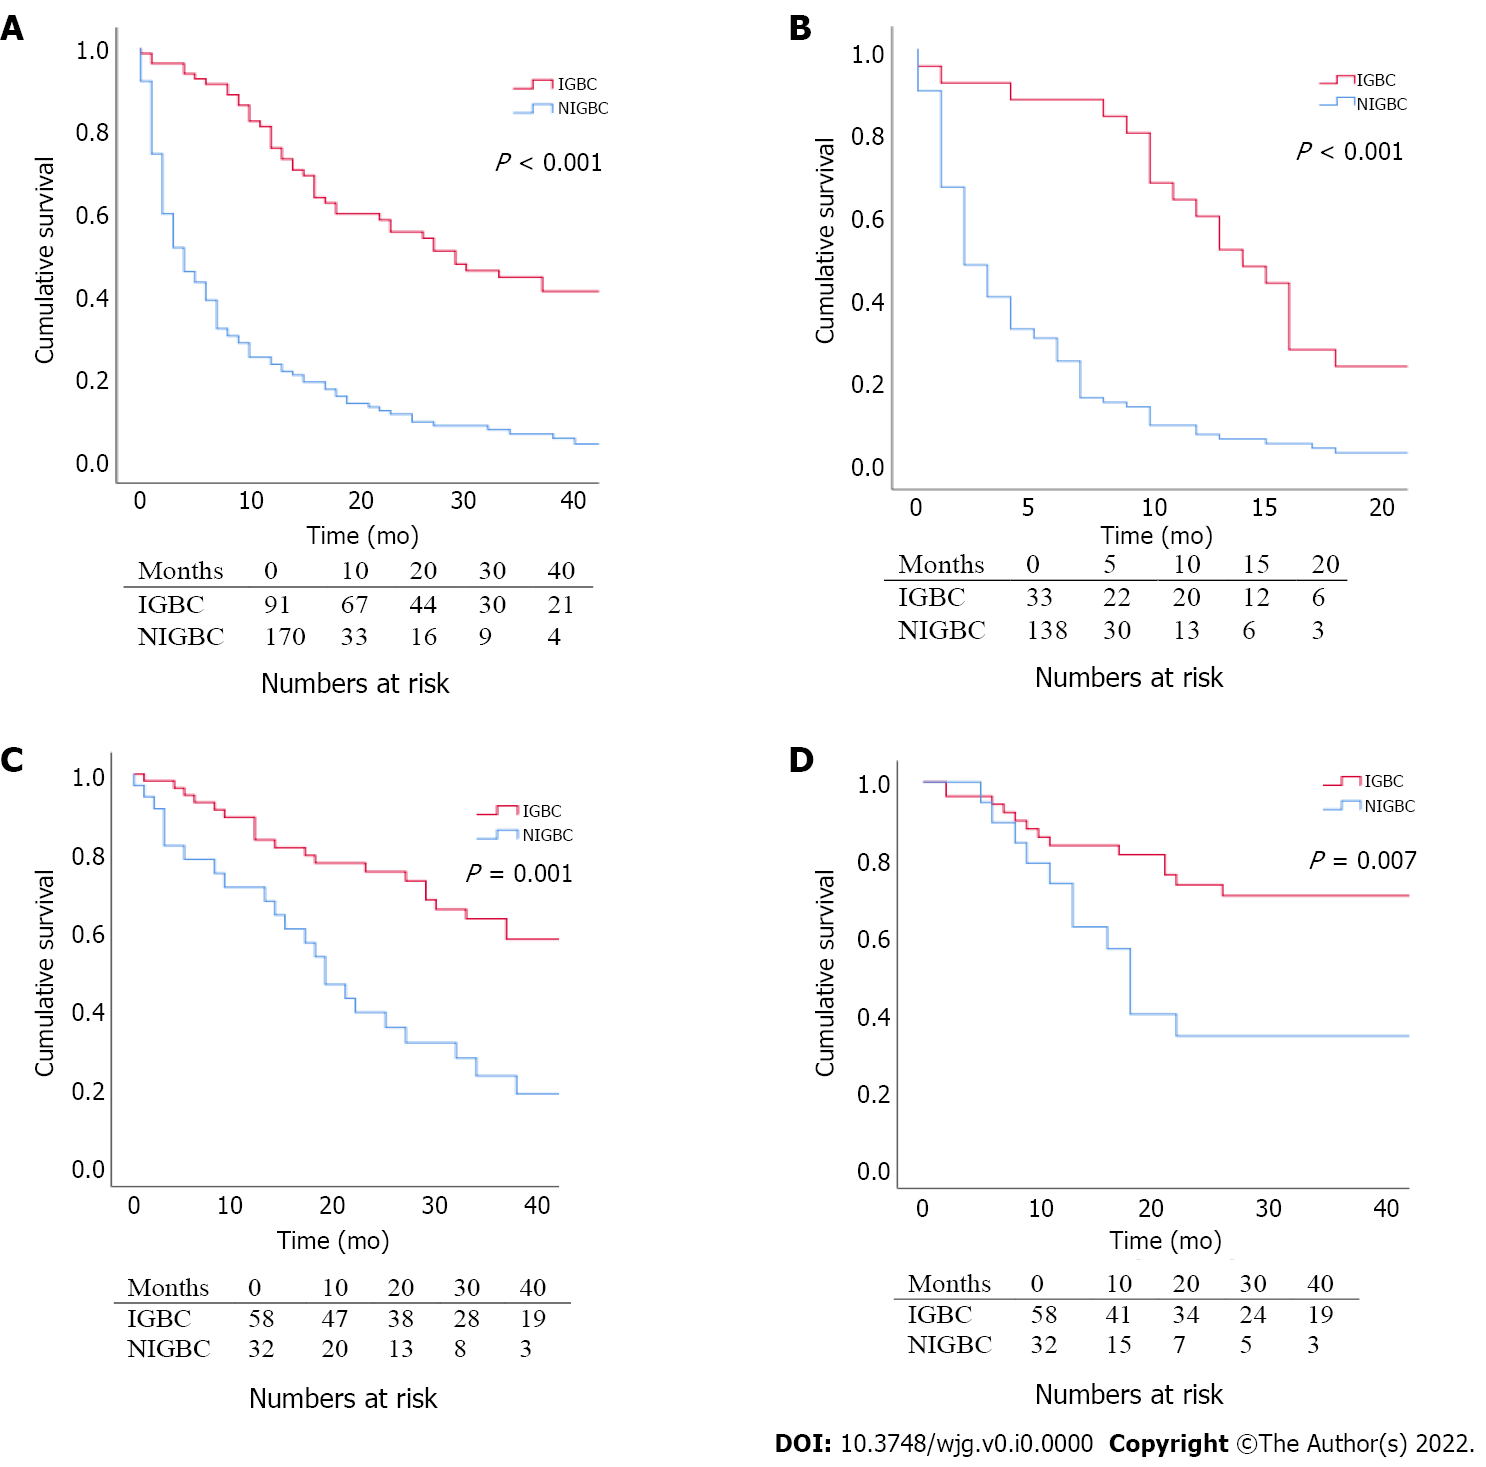 A
Cumulative survival
1.0
0.8
0.6
0.4
0.2
0.0
IGBC
NIGBC
P < 0.001
0 10 20 30 40
Time (mo)
Months 0 10 20 30 40
IGBC 91 67 44 30 21
NIGBC 170 33 16 9 4
Numbers at risk
B
Cumulative survival
1.0
0.8
0.6
0.4
0.2
0.0
IGBC
NIGBC
P < 0.001
0 5 10 15 20
Time (mo)
Months 0 5 10 15 20
IGBC 33 22 20 12 6
NIGBC 138 30 13 6 3
Numbers at risk
C
Cumulative survival
1.0
0.8
0.6
0.4
0.2
0.0
IGBC
NIGBC
P = 0.001
0 10 20 30 40
Time (mo)
Months 0 10 20 30 40
IGBC 58 47 38 28 19
NIGBC 32 20 13 8 3
Numbers at risk
D
Cumulative survival
1.0
0.8
0.6
0.4
0.2
0.0
IGBC
NIGBC
P = 0.007
0 10 20 30 40
Time (mo)
Months 0 10 20 30 40
IGBC 58 41 34 24 19
NIGBC 32 15 7 5 3
Numbers at risk
DOI: 10.3748/wjg.v0.i0.0000 Copyright ©The Author(s) 2022.